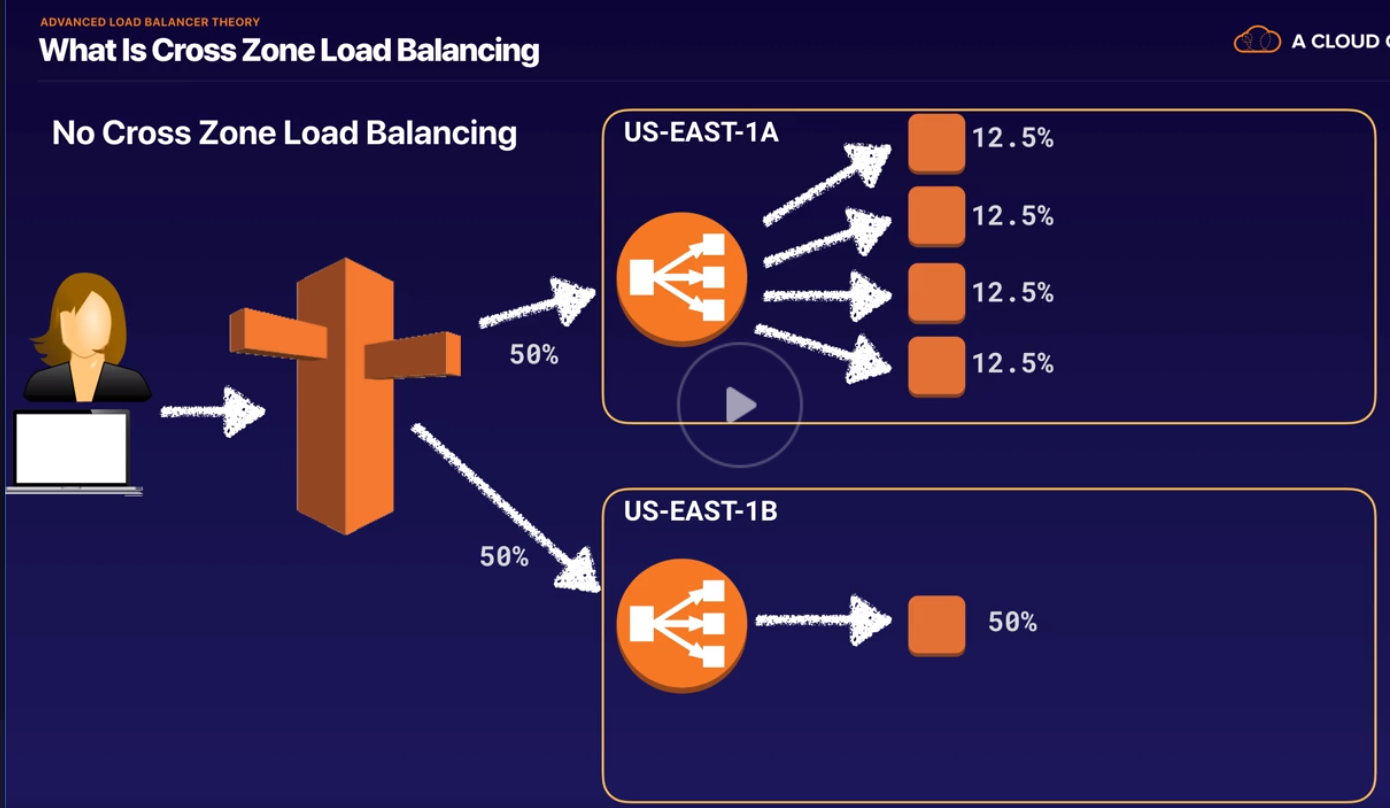 ADVANCED LOAD BALANCER THEORY
What Is Cross Zone Load Balancing
A CLOUD
No Cross Zone Load Balancing
US-EAST-1A
12.5%
12.5%
12.5%
12.5%
50%
50%
US-EAST-1B
50%